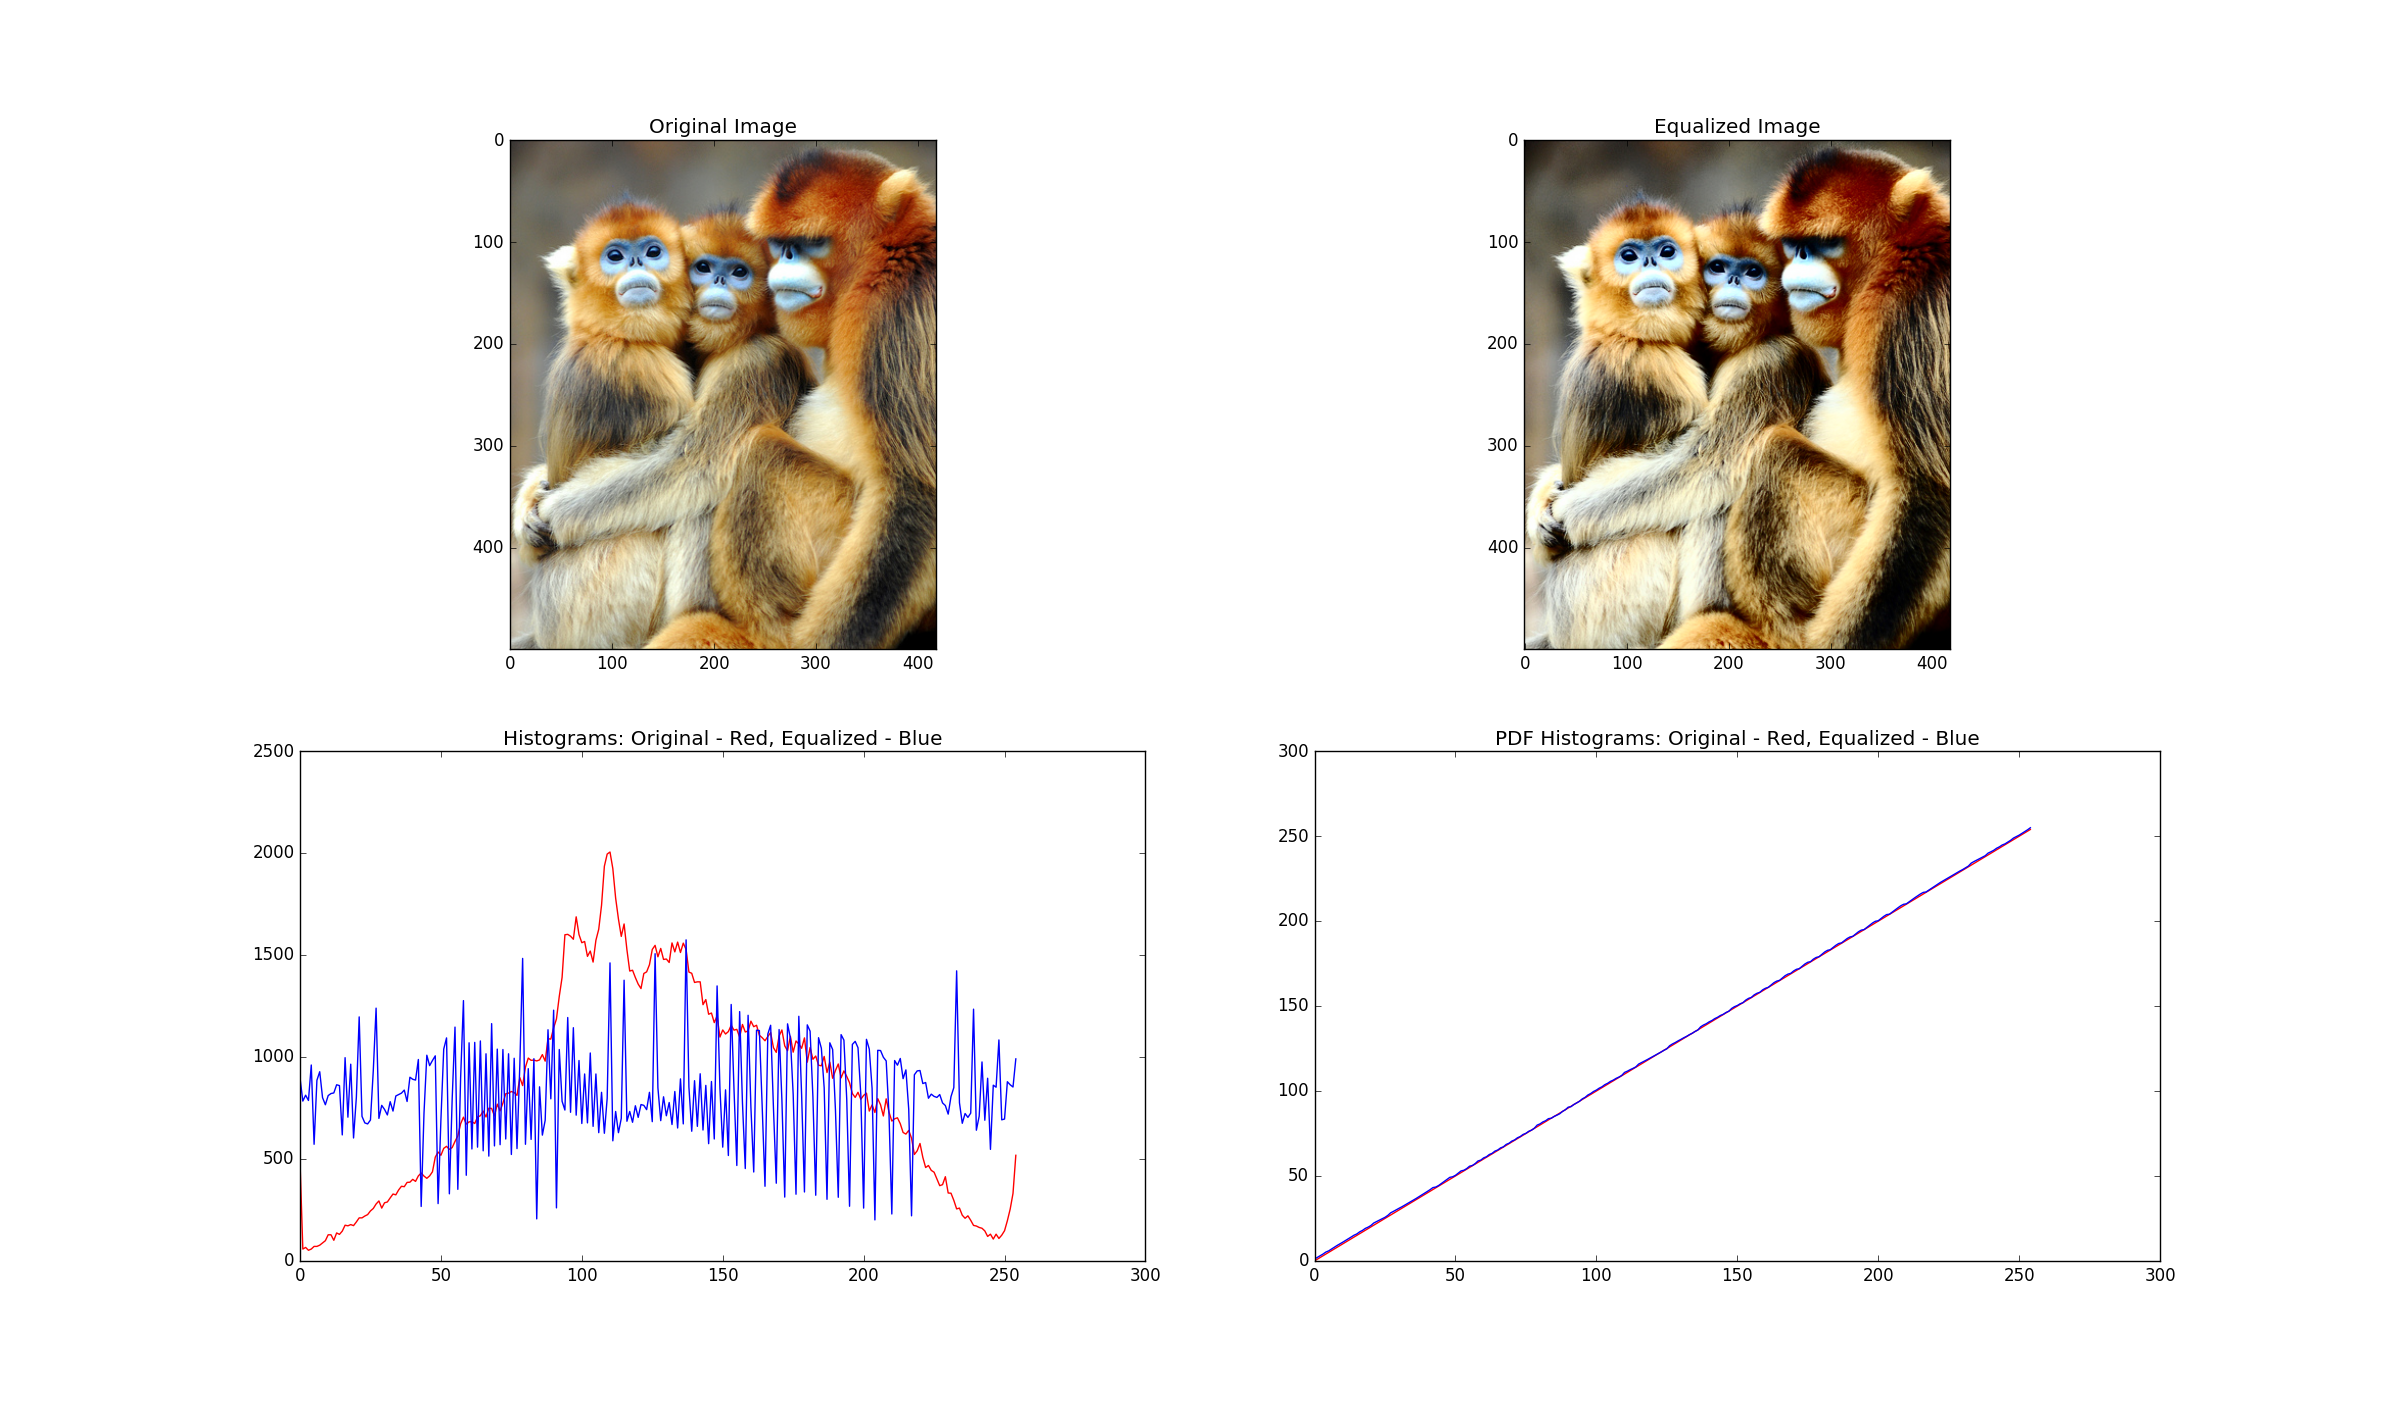 Original Image
0
100
200
300
400
0 100 200 300 400
Equalized Image
0
100
200
300
400
0 100 200 300 400
Histograms: Original - Red, Equalized - Blue
2500
2000
1500
1000
500
0
0 50 100 150 200 250 300
PDF Histograms: Original - Red, Equalized - Blue
300
250
200
150
100
50
0
0 50 100 150 200 250 300